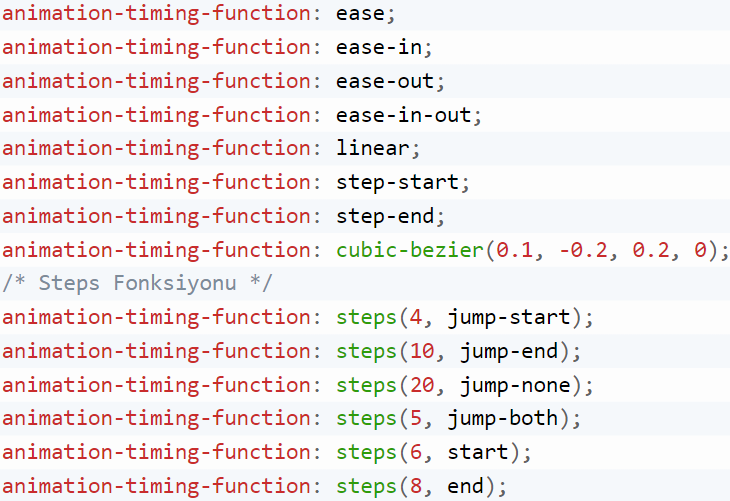 animation-timing-function: ease;
animation-timing-function: ease-in;
animation-timing-function: ease-out;
animation-timing-function: ease-in-out;
animation-timing-function: linear;
animation-timing-function: step-start;
animation-timing-function: step-end;
animation-timing-function: cubic-bezier(0.1, -0.2, 0.2, 0);
/* Steps Fonksiyonu */
animation-timing-function: steps(4, jump-start);
animation-timing-function: steps(10, jump-end);
animation-timing-function: steps(20, jump-none);
animation-timing-function: steps(5, jump-both);
animation-timing-function: steps(6, start);
animation-timing-function: steps(8, end);